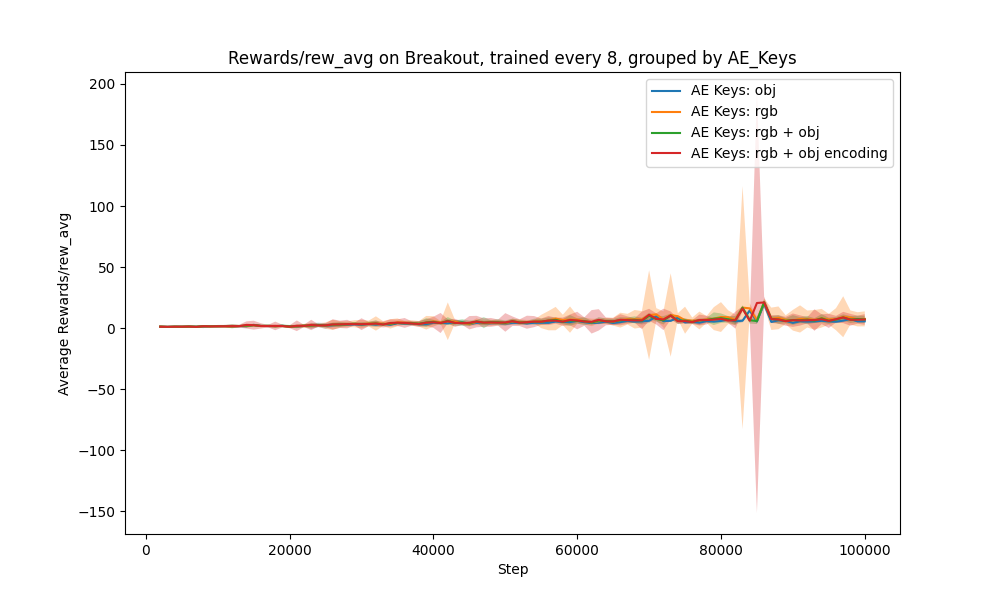 Rewards/rew_avg on Breakout, trained every 8, grouped by AE_Keys
AE Keys: obj
AE Keys: rgb
AE Keys: rgb + obj
AE Keys: rgb + obj encoding
Average Rewards/rew_avg
200
150
100
50
0
−50
−100
−150
0
20000
40000
60000
80000
100000
Step